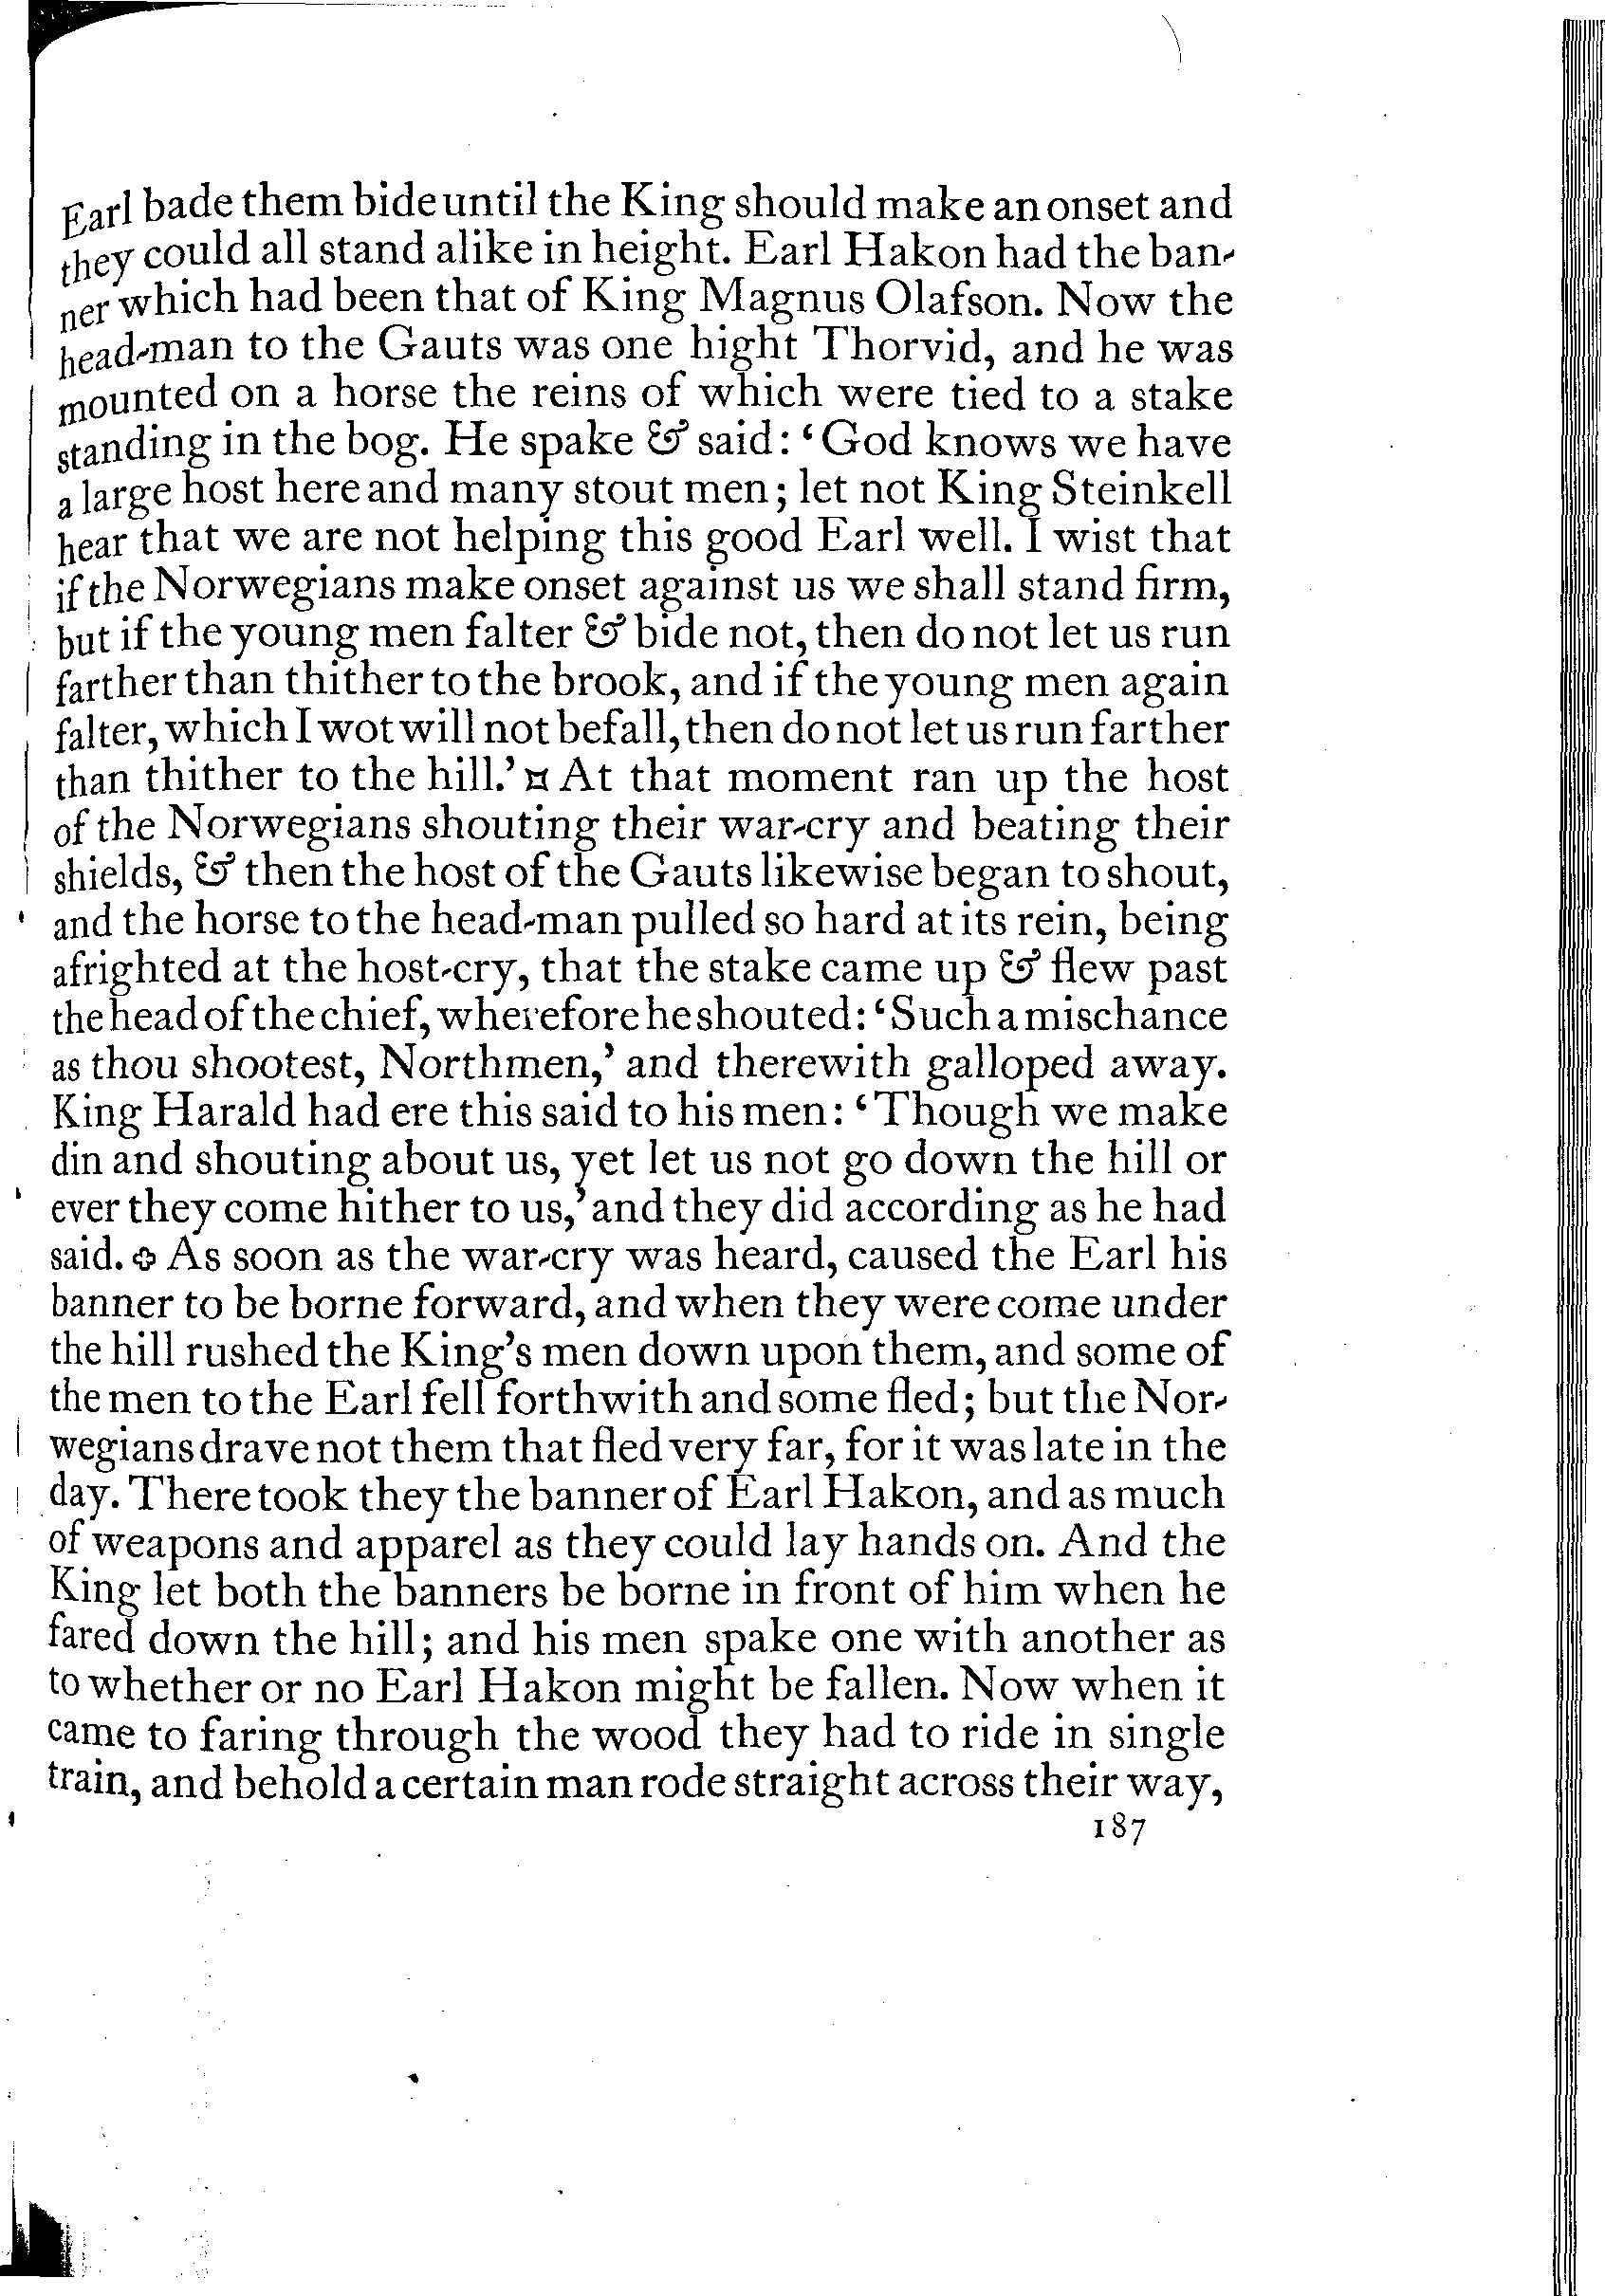 Earl bade them bide until the King should make an onset and
they could all stand alike in height. Earl Hakon had the ban-
ner which had been that of King Magnus Olafson. Now the
head-man to the Gauts was one hight Thorvid, and he was
mounted on a horse the reins of which were tied to a stake
standing in the bog. He spake & said: ‘God knows we have
a large host here and many stout men; let not King Steinkell
hear that we are not helping this good Earl well. I wist that
if the Norwegians make onset against us we shall stand firm,
but if the young men falter & bide not, then do not let us run
farther than thither to the brook, and if the young men again
falter, which I wot will not befall, then do not let us run farther
than thither to the hill.’ ¤ At that moment ran up the host
of the Norwegians shouting their war-cry and beating their
shields, & then the host of the Gauts likewise began to shout,
and the horse to the head-man pulled so hard at its rein, being
afrighted at the host-cry, that the stake came up & flew past
the head of the chief, wherefore he shouted: ‘Such a mischance
as thou shootest, Northmen,’ and therewith galloped away.
King Harald had ere this said to his men: ‘Though we make
din and shouting about us, yet let us not go down the hill or
ever they come hither to us,’ and they did according as he had
said. ✥ As soon as the war-cry was heard, caused the Earl his
banner to be borne forward, and when they were come under
the hill rushed the King’s men down upon them, and some of
the men to the Earl fell forthwith and some fled; but the Nor-
wegians drave not them that fled very far, for it was late in the
day. There took they the banner of Earl Hakon, and as much
of weapons and apparel as they could lay hands on. And the
King let both the banners be borne in front of him when he
fared down the hill; and his men spake one with another as
to whether or no Earl Hakon might be fallen. Now when it
came to faring through the wood they had to ride in single
train, and behold a certain man rode straight across their way,
187